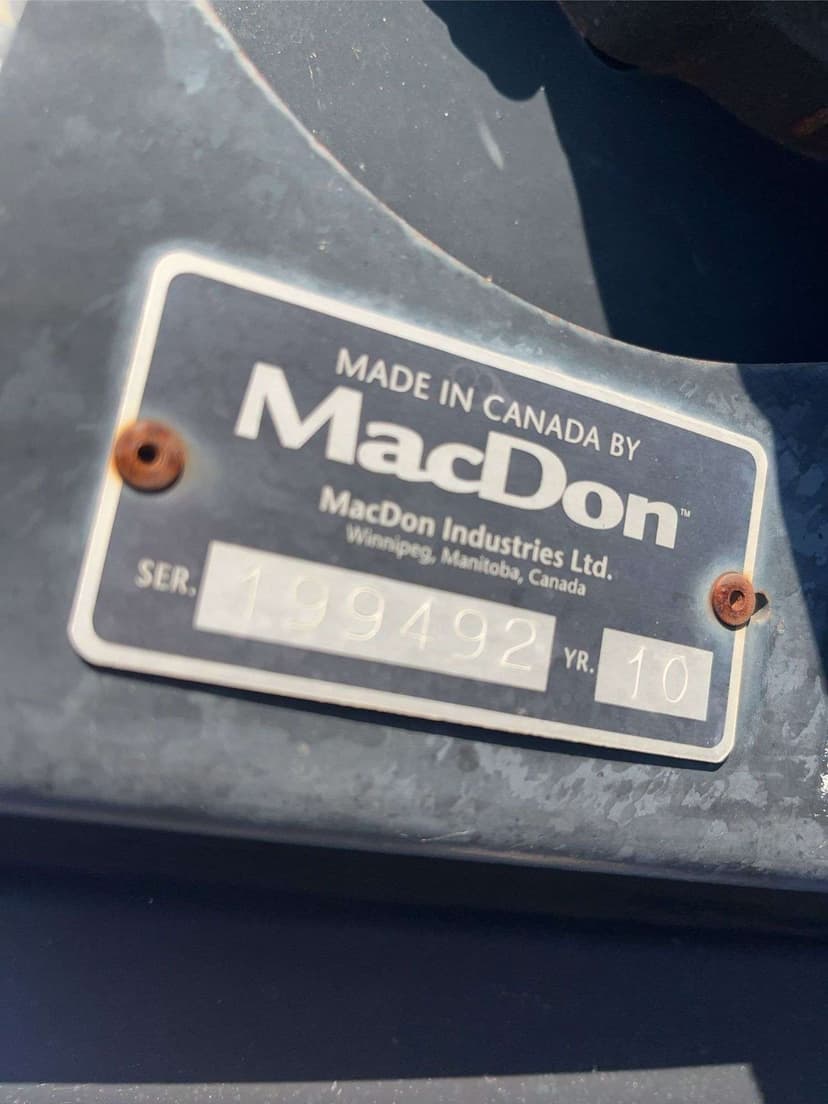 MADE IN CANADA BY
MacDon™
MacDon Industries Ltd.
Winnipeg, Manitoba, Canada
SER. 199492 YR. 10